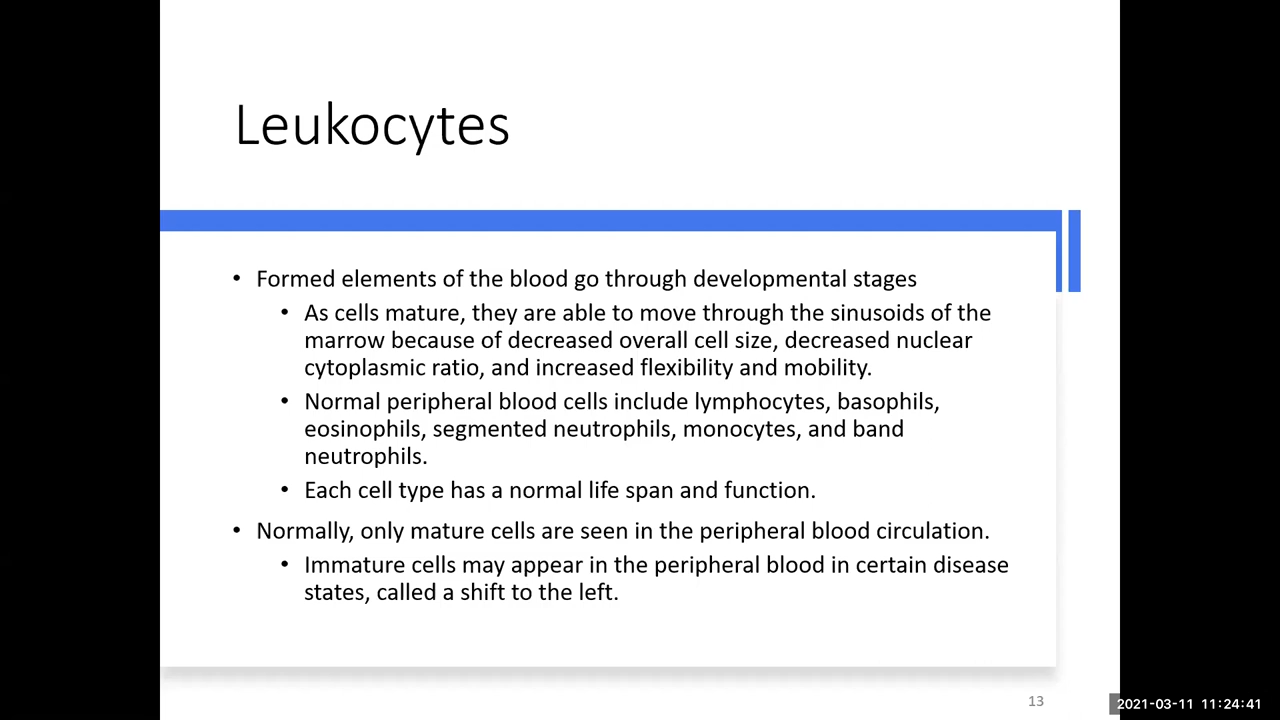 Leukocytes
• Formed elements of the blood go through developmental stages
• As cells mature, they are able to move through the sinusoids of the
marrow because of decreased overall cell size, decreased nuclear
cytoplasmic ratio, and increased flexibility and mobility.
• Normal peripheral blood cells include lymphocytes, basophils,
eosinophils, segmented neutrophils, monocytes, and band
neutrophils.
• Each cell type has a normal life span and function.
• Normally, only mature cells are seen in the peripheral blood circulation.
• Immature cells may appear in the peripheral blood in certain disease
states, called a shift to the left.
13
2021-03-11 11:24:41